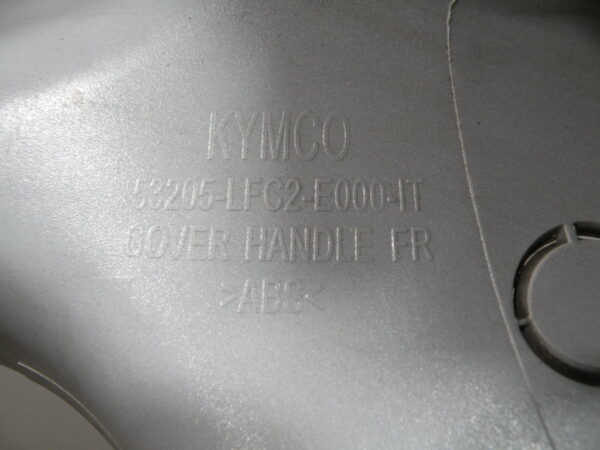 KYMCO
53205-LFC2-E000-IT
COVER HANDLE FR
>ABS<